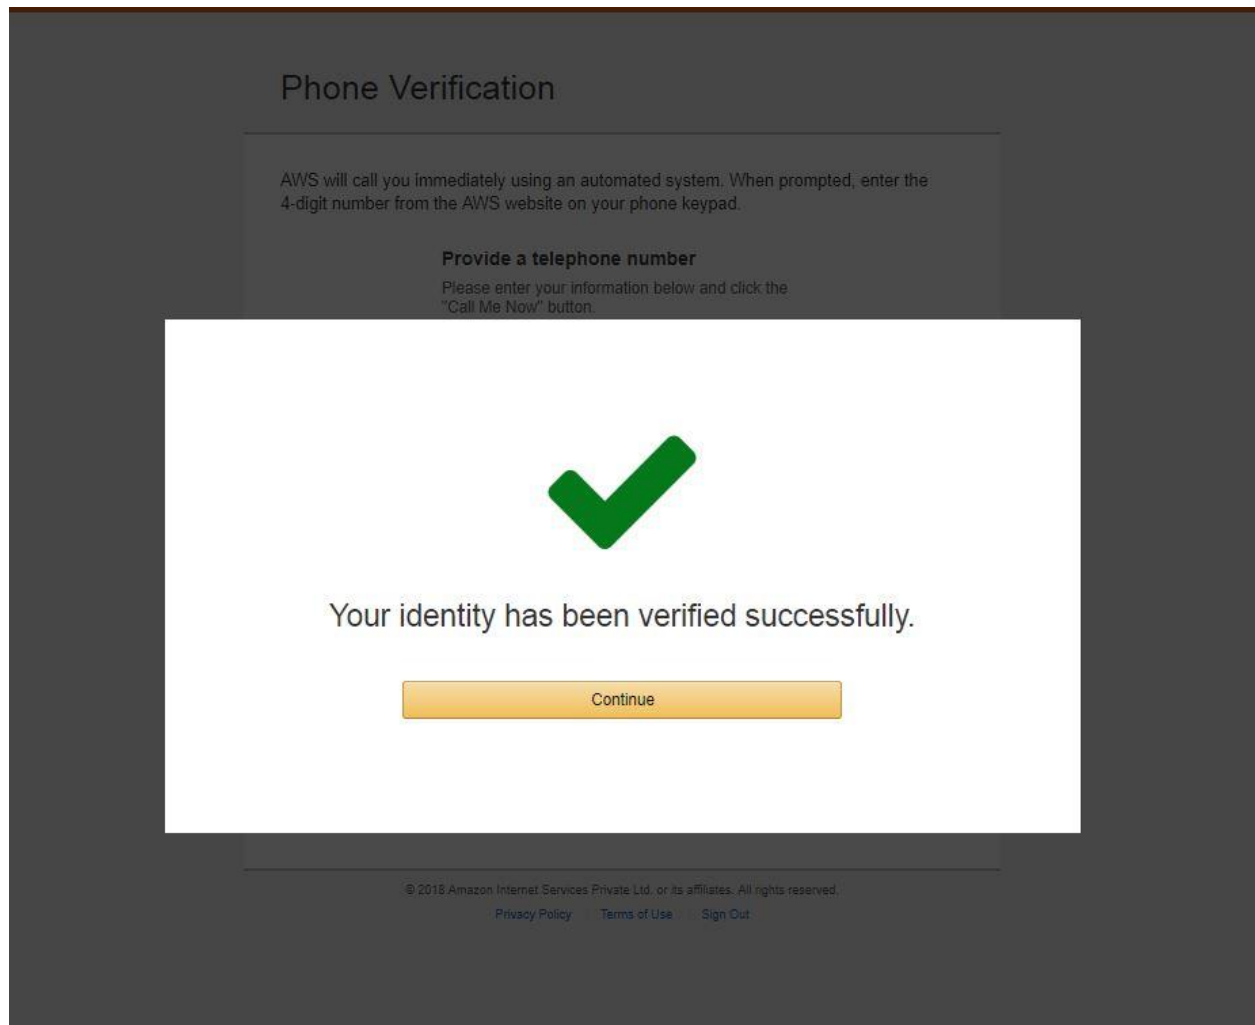 Phone Verification
AWS will call you immediately using an automated system. When prompted, enter the
4-digit number from the AWS website on your phone keypad.
Provide a telephone number
Please enter your information below and click the
"Call Me Now" button.
Your identity has been verified successfully.
Continue
© 2018 Amazon Internet Services Private Ltd. or its affiliates. All rights reserved.
Privacy Policy Terms of Use Sign Out